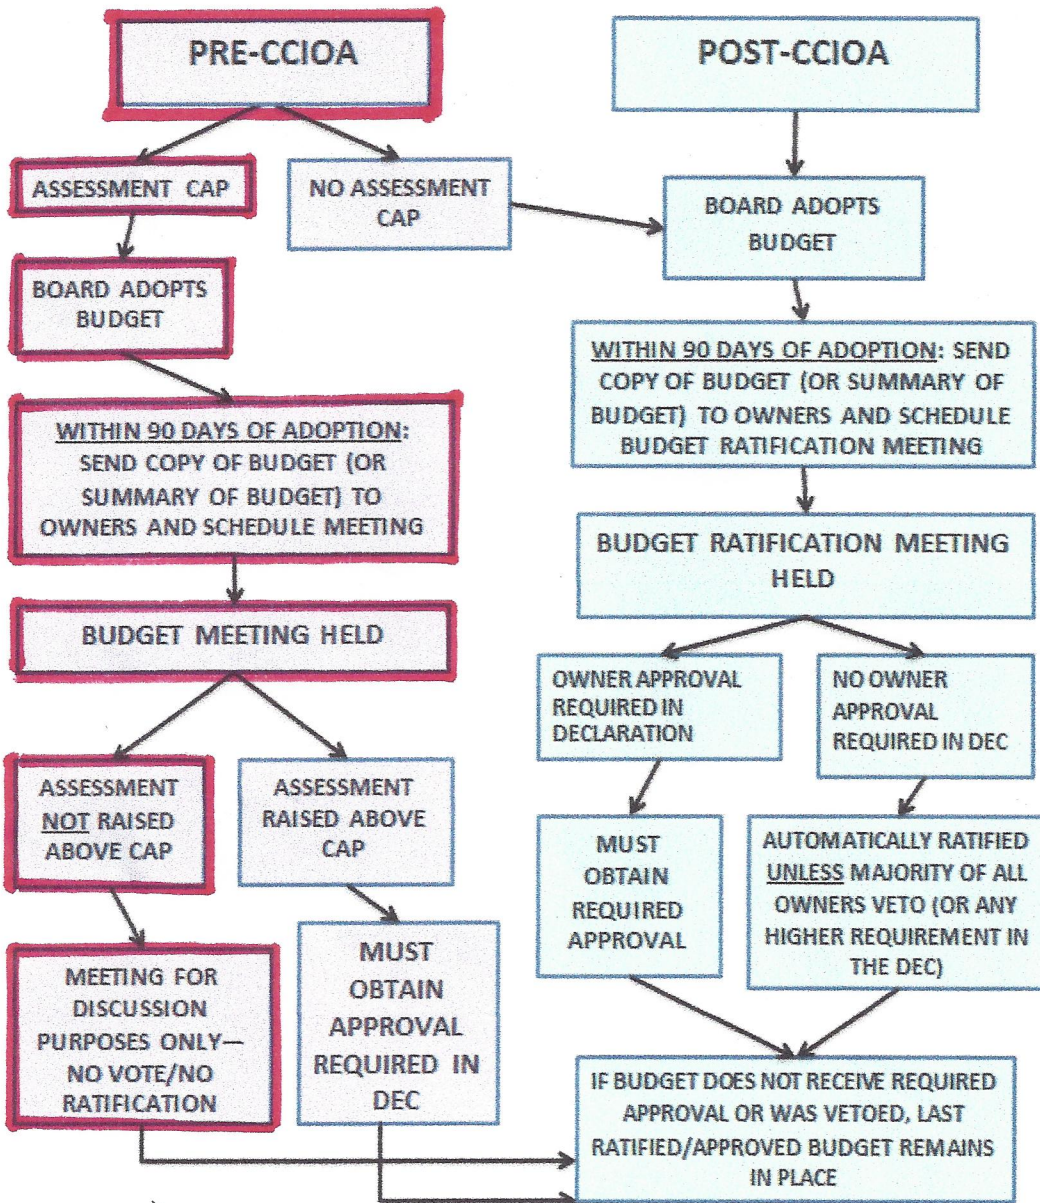 PRE-CCIOA
POST-CCIOA
ASSESSMENT CAP
NO ASSESSMENT
CAP
BOARD ADOPTS
BUDGET
BOARD ADOPTS
BUDGET
WITHIN 90 DAYS OF ADOPTION: SEND
COPY OF BUDGET (OR SUMMARY OF
BUDGET) TO OWNERS AND SCHEDULE
BUDGET RATIFICATION MEETING
WITHIN 90 DAYS OF ADOPTION:
SEND COPY OF BUDGET (OR
SUMMARY OF BUDGET) TO
OWNERS AND SCHEDULE MEETING
BUDGET RATIFICATION MEETING
HELD
BUDGET MEETING HELD
OWNER APPROVAL
REQUIRED IN
DECLARATION
NO OWNER
APPROVAL
REQUIRED IN DEC
ASSESSMENT
NOT RAISED
ABOVE CAP
ASSESSMENT
RAISED ABOVE
CAP
MUST
OBTAIN
REQUIRED
APPROVAL
AUTOMATICALLY RATIFIED
UNLESS MAJORITY OF ALL
OWNERS VETO (OR ANY
HIGHER REQUIREMENT IN
THE DEC)
MEETING FOR
DISCUSSION
PURPOSES ONLY—
NO VOTE/NO
RATIFICATION
MUST
OBTAIN
APPROVAL
REQUIRED IN
DEC
IF BUDGET DOES NOT RECEIVE REQUIRED
APPROVAL OR WAS VETOED, LAST
RATIFIED/APPROVED BUDGET REMAINS
IN PLACE